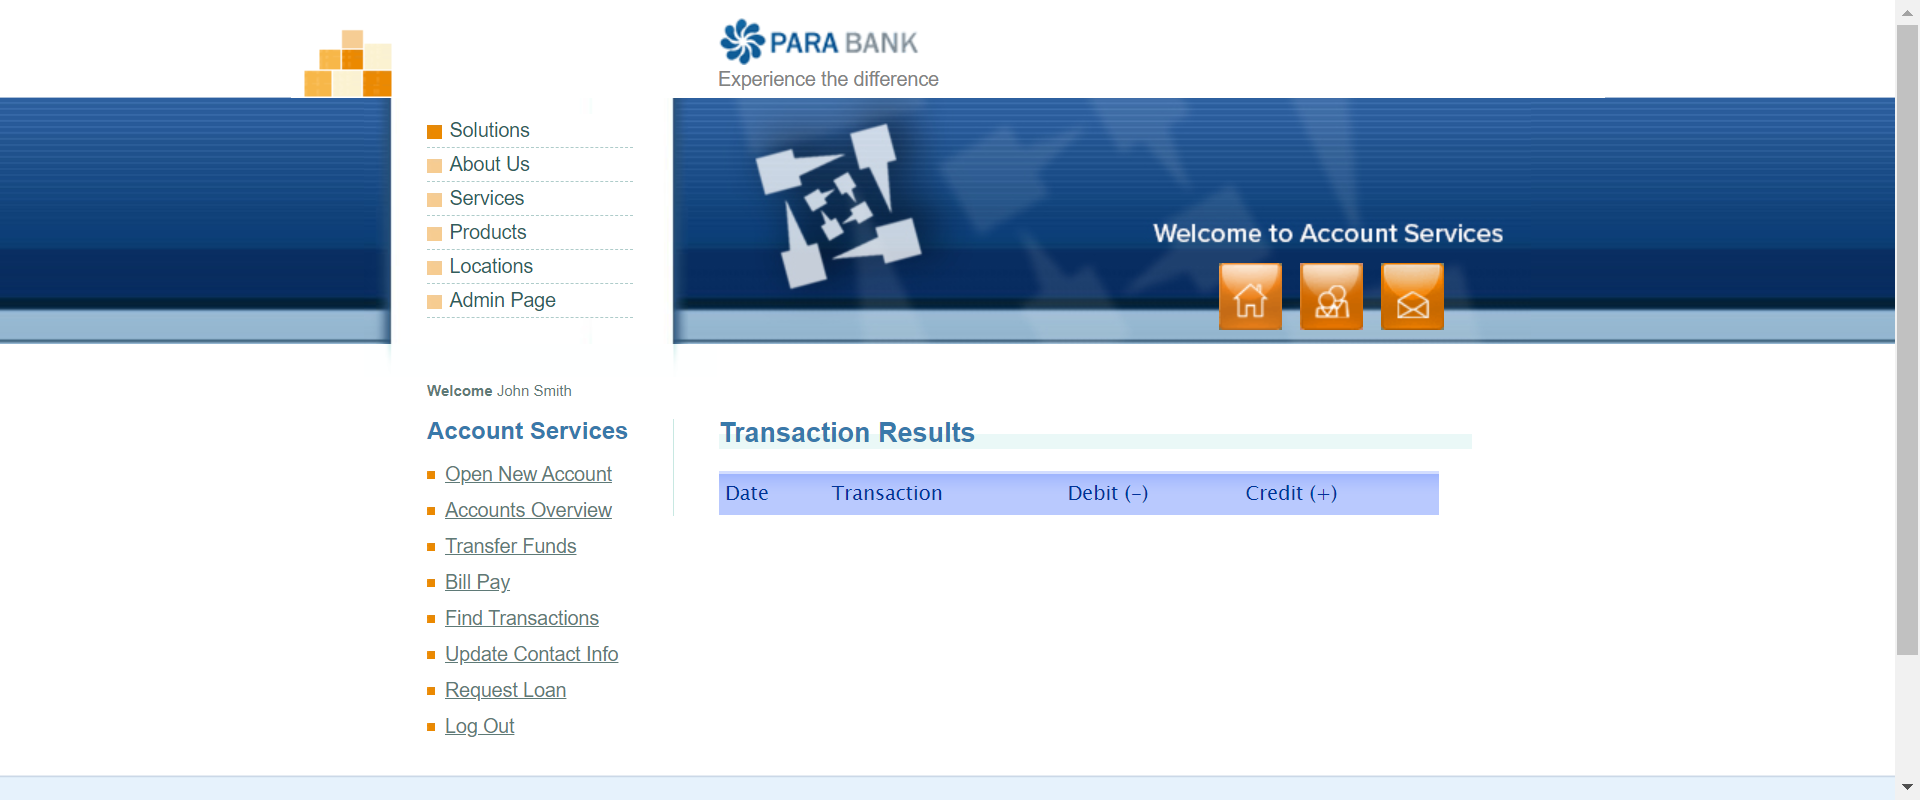 PARA BANK
Experience the difference
Solutions
About Us
Services
Products
Locations
Admin Page
Welcome to Account Services
Welcome John Smith
Account Services
Open New Account
Accounts Overview
Transfer Funds
Bill Pay
Find Transactions
Update Contact Info
Request Loan
Log Out
Transaction Results
Date Transaction Debit (-) Credit (+)